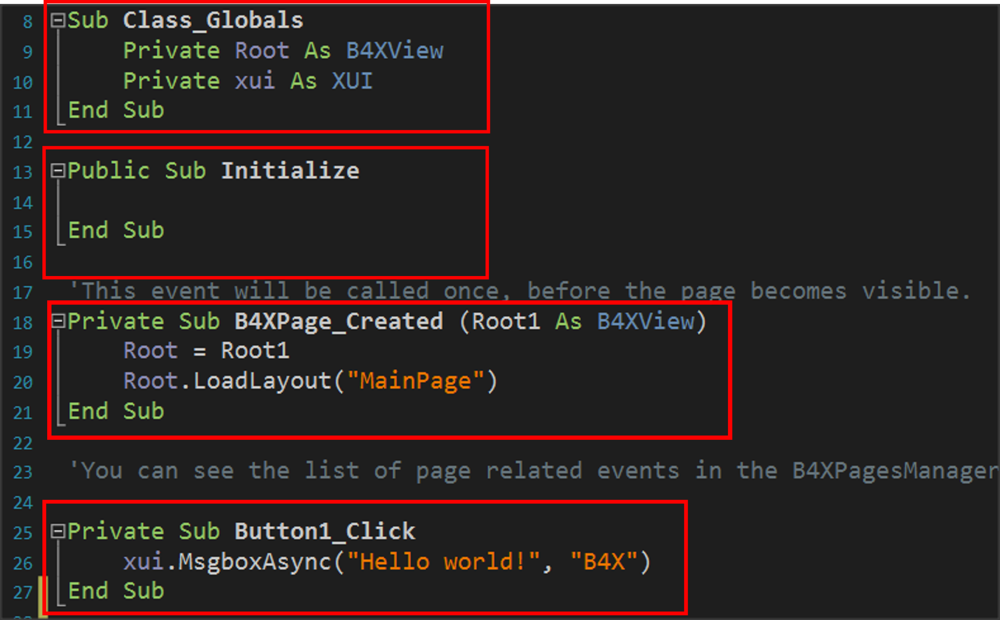 8 Sub Class_Globals
9 Private Root As B4XView
10 Private xui As XUI
11 End Sub
12
13 Public Sub Initialize
14
15 End Sub
16
17 'This event will be called once, before the page becomes visible.
18 Private Sub B4XPage_Created (Root1 As B4XView)
19 Root = Root1
20 Root.LoadLayout("MainPage")
21 End Sub
22
23 'You can see the list of page related events in the B4XPagesManager
24
25 Private Sub Button1_Click
26 xui.MsgboxAsync("Hello world!", "B4X")
27 End Sub